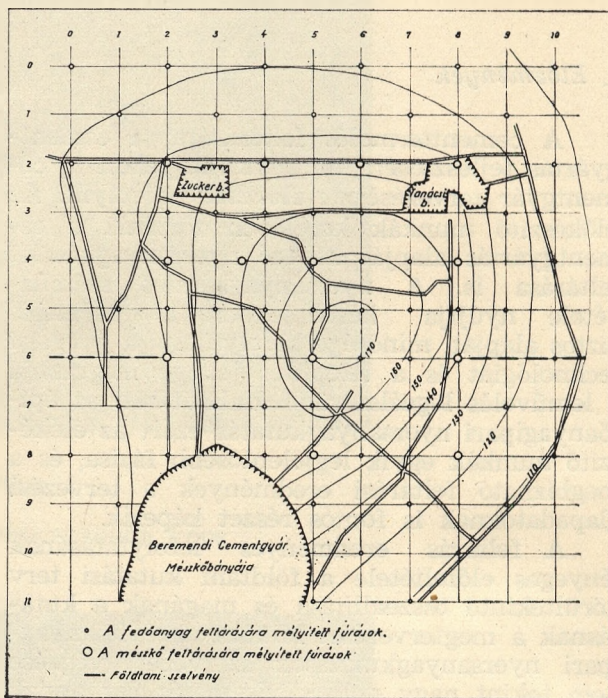 0 1 2 3 4 5 6 7 8 9 10
0
1
2
3
4
5
6
7
8
9
10
11
Zucker b.
Tanácsi
b.
-170
-160
-150
-140
-130
-120
-110
Beremendi Cementgyár
Mészkőbányája
A fedőanyag feltárására mélyített fúrások.
A mészkő feltárására mélyített fúrások
Földtani szelvény